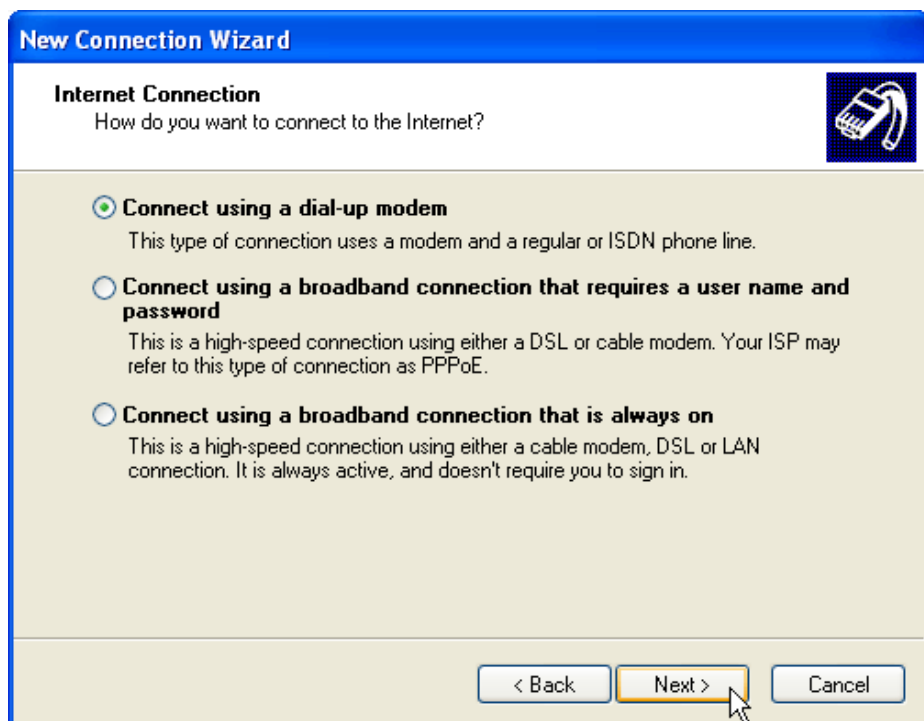 New Connection Wizard
Internet Connection
How do you want to connect to the Internet?
Connect using a dial-up modem
This type of connection uses a modem and a regular or ISDN phone line.
Connect using a broadband connection that requires a user name and
password
This is a high-speed connection using either a DSL or cable modem. Your ISP may
refer to this type of connection as PPPoE.
Connect using a broadband connection that is always on
This is a high-speed connection using either a cable modem, DSL or LAN
connection. It is always active, and doesn't require you to sign in.
< Back Next > Cancel